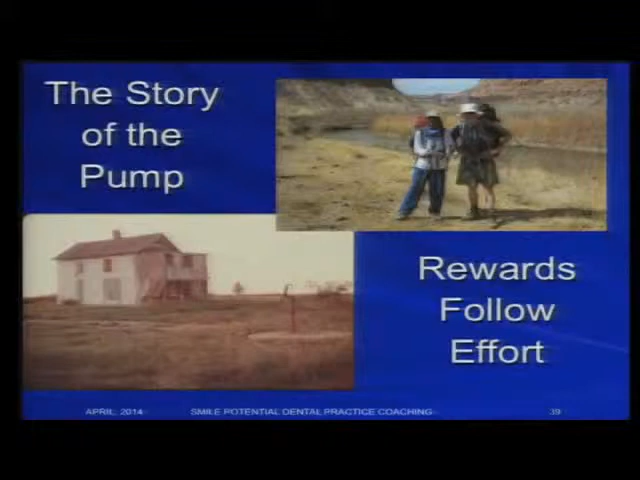 The Story
of the
Pump
Rewards
Follow
Effort
APRIL, 2014 SMILE POTENTIAL DENTAL PRACTICE COACHING 39